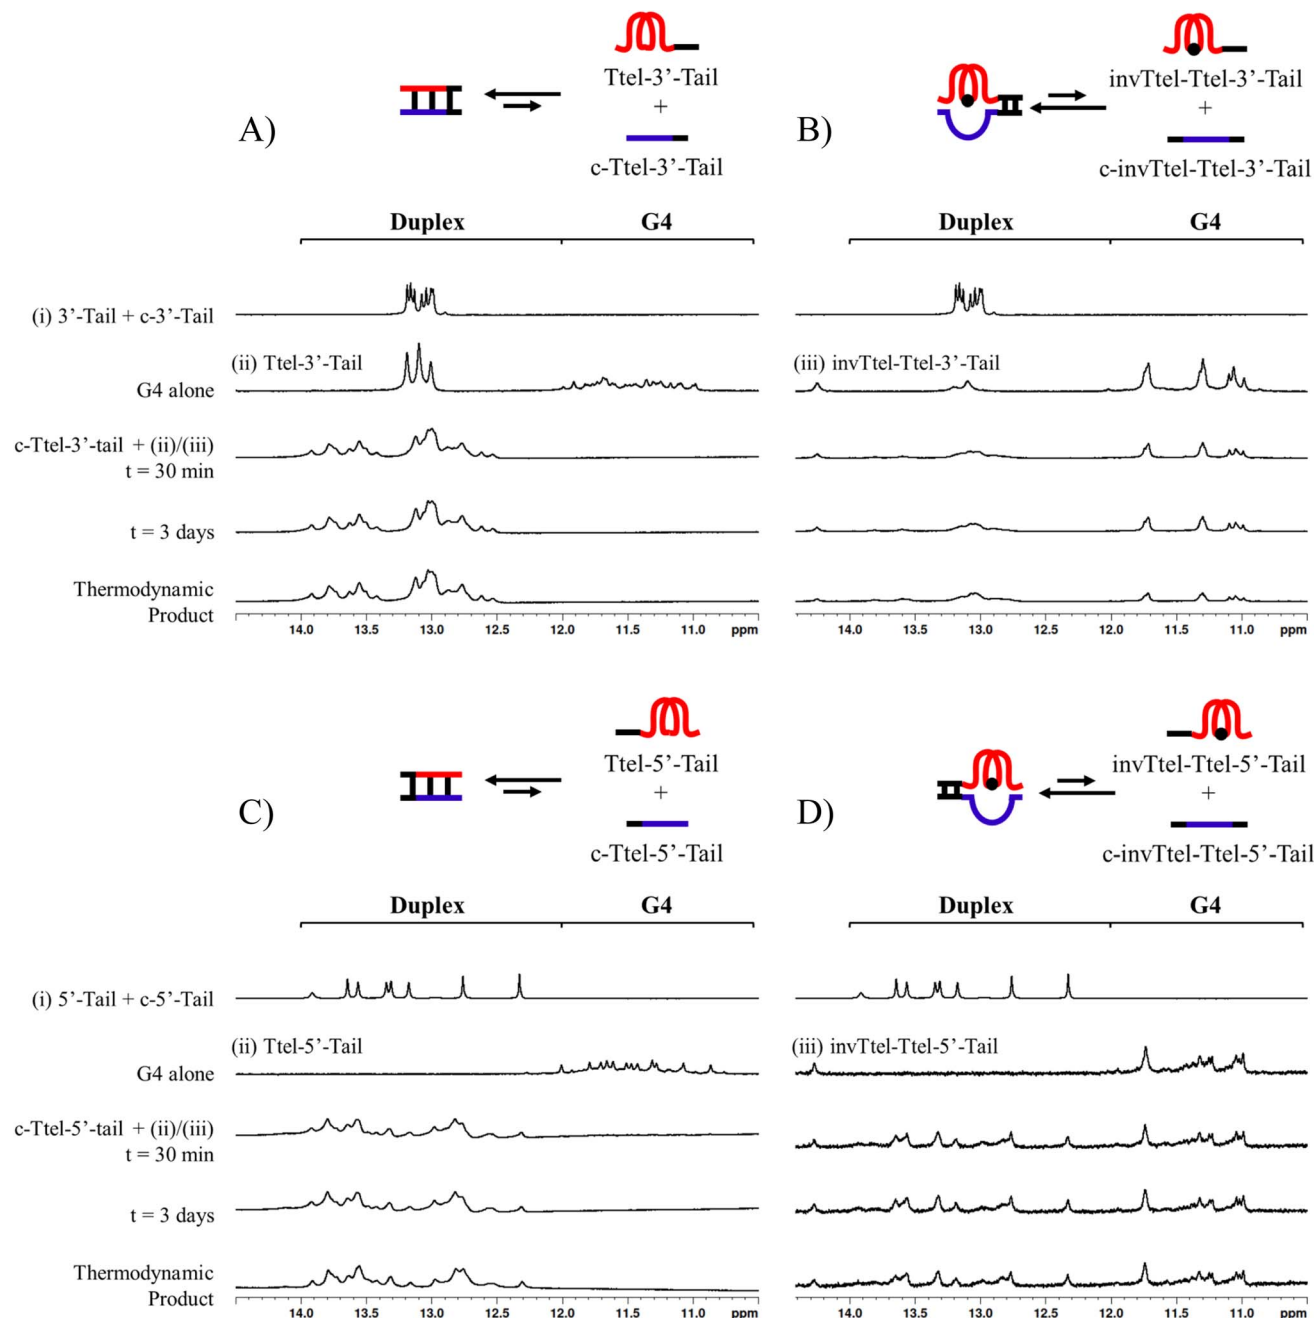 A)
Ttel-3’-Tail
+
c-Ttel-3’-Tail
Duplex G4
B)
invTtel-Ttel-3’-Tail
+
c-invTtel-Ttel-3’-Tail
Duplex G4
(i) 3’-Tail + c-3’-Tail
(ii) Ttel-3’-Tail
(iii) invTtel-Ttel-3’-Tail
G4 alone
c-Ttel-3’-tail + (ii)/(iii)
t = 30 min
t = 3 days
Thermodynamic
Product
14.0 13.5 13.0 12.5 12.0 11.5 11.0 ppm
14.0 13.5 13.0 12.5 12.0 11.5 11.0 ppm
C)
Ttel-5’-Tail
+
c-Ttel-5’-Tail
Duplex G4
D)
invTtel-Ttel-5’-Tail
+
c-invTtel-Ttel-5’-Tail
Duplex G4
(i) 5’-Tail + c-5’-Tail
(ii) Ttel-5’-Tail
(iii) invTtel-Ttel-5’-Tail
G4 alone
c-Ttel-5’-tail + (ii)/(iii)
t = 30 min
t = 3 days
Thermodynamic
Product
14.0 13.5 13.0 12.5 12.0 11.5 11.0 ppm
14.0 13.5 13.0 12.5 12.0 11.5 11.0 ppm